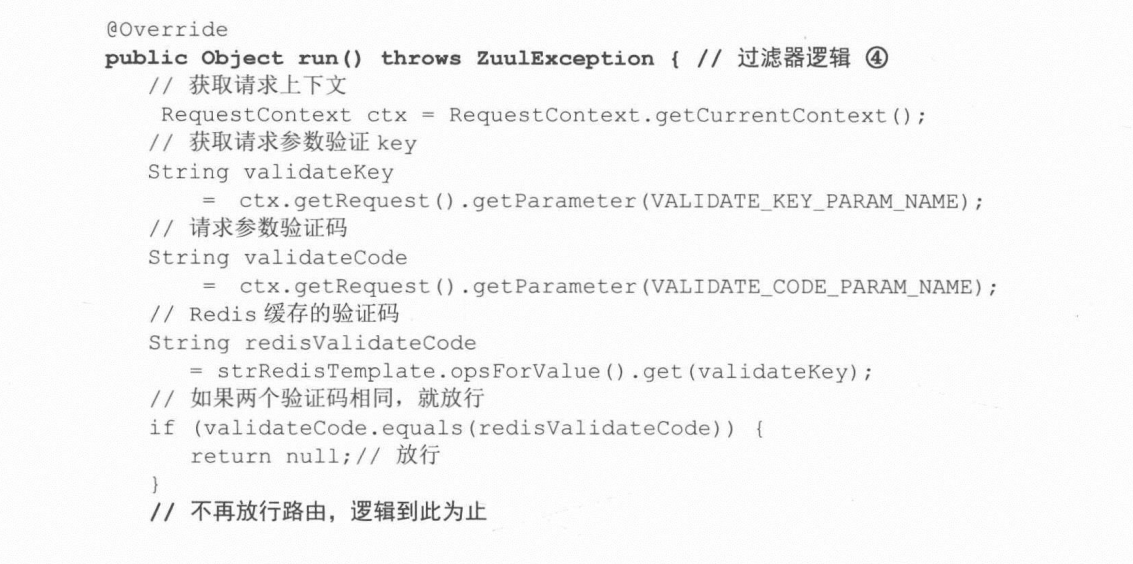 @Override
public Object run() throws ZuulException { // 过滤器逻辑 ④
// 获取请求上下文
RequestContext ctx = RequestContext.getCurrentContext();
// 获取请求参数验证 key
String validateKey
= ctx.getRequest().getParameter(VALIDATE_KEY_PARAM_NAME);
// 请求参数验证码
String validateCode
= ctx.getRequest().getParameter(VALIDATE_CODE_PARAM_NAME);
// Redis 缓存的验证码
String redisValidateCode
= strRedisTemplate.opsForValue().get(validateKey);
// 如果两个验证码相同，就放行
if (validateCode.equals(redisValidateCode)) {
return null;// 放行
}
// 不再放行路由，逻辑到此为止